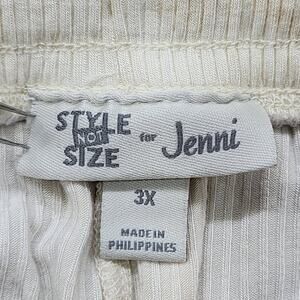 STYLE
NOT
SIZE
for Jenni
3X
MADE IN
PHILIPPINES